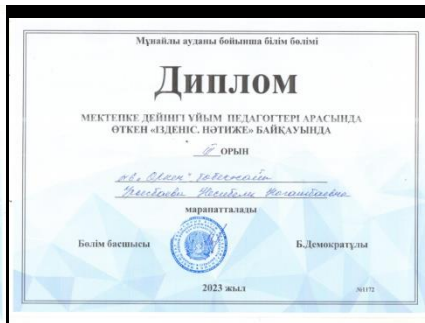 Мұнайлы ауданы бойынша білім бөлімі
Диплом
МЕКТЕПКЕ ДЕЙІНГІ ҰЙЫМ ПЕДАГОГТЕРІ АРАСЫНДА
ӨТКЕН «ІЗДЕНІС. НӘТИЖЕ» БАЙҚАУЫНДА
ОРЫН
марапатталады
Бөлім басшысы Б.Демократұлы
2023 жыл №1172